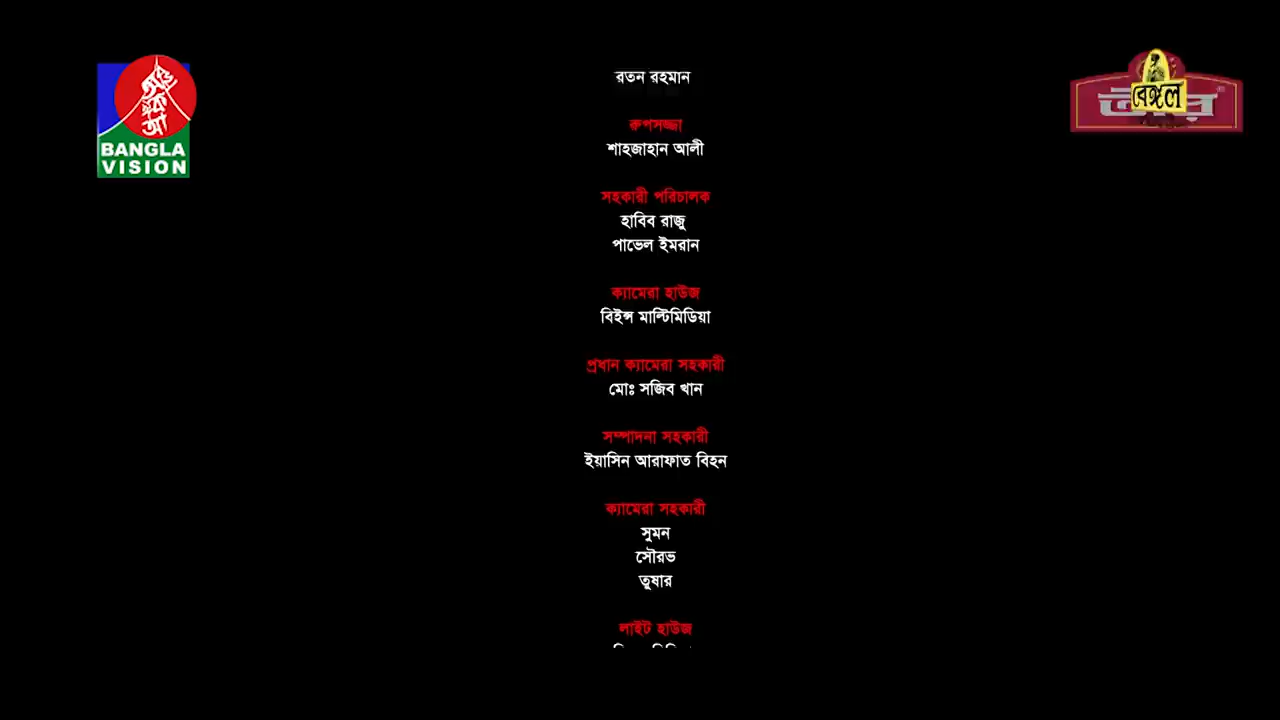 রতন রহমান
রুপসজ্জা
শাহজাহান আলী
সহকারী পরিচালক
হাবিব রাজু
পাভেল ইমরান
ক্যামেরা হাউজ
বিইন্স মাল্টিমিডিয়া
প্রধান ক্যামেরা সহকারী
মোঃ সজিব খান
সম্পাদনা সহকারী
ইয়াসিন আরাফাত বিহন
ক্যামেরা সহকারী
সুমন
সৌরভ
তুষার
লাইট হাউজ
BANGLA
VISION
বেঙ্গল